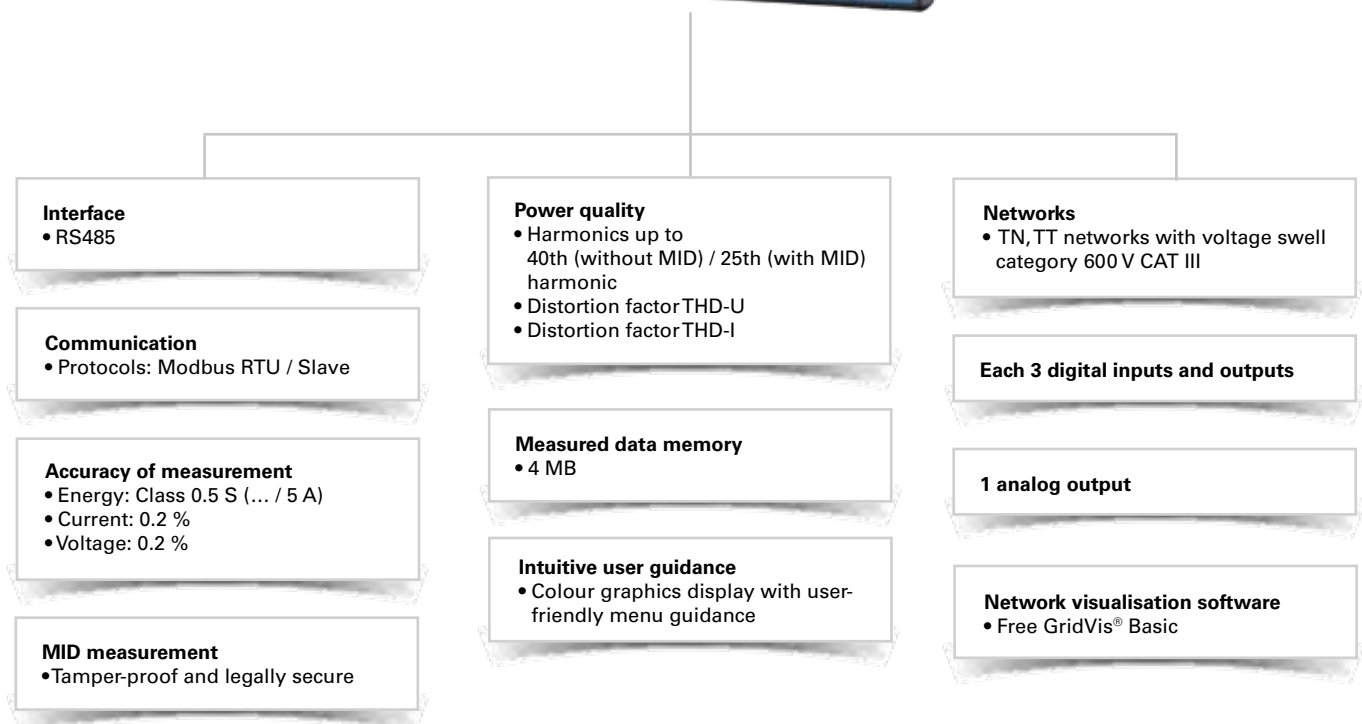 Interface
• RS485
Communication
• Protocols: Modbus RTU / Slave
Accuracy of measurement
• Energy: Class 0.5 S (… / 5 A)
• Current: 0.2 %
• Voltage: 0.2 %
MID measurement
• Tamper-proof and legally secure
Power quality
• Harmonics up to
40th (without MID) / 25th (with MID)
harmonic
• Distortion factor THD-U
• Distortion factor THD-I
Measured data memory
• 4 MB
Intuitive user guidance
• Colour graphics display with user-
friendly menu guidance
Networks
• TN, TT networks with voltage swell
category 600 V CAT III
Each 3 digital inputs and outputs
1 analog output
Network visualisation software
• Free GridVis® Basic